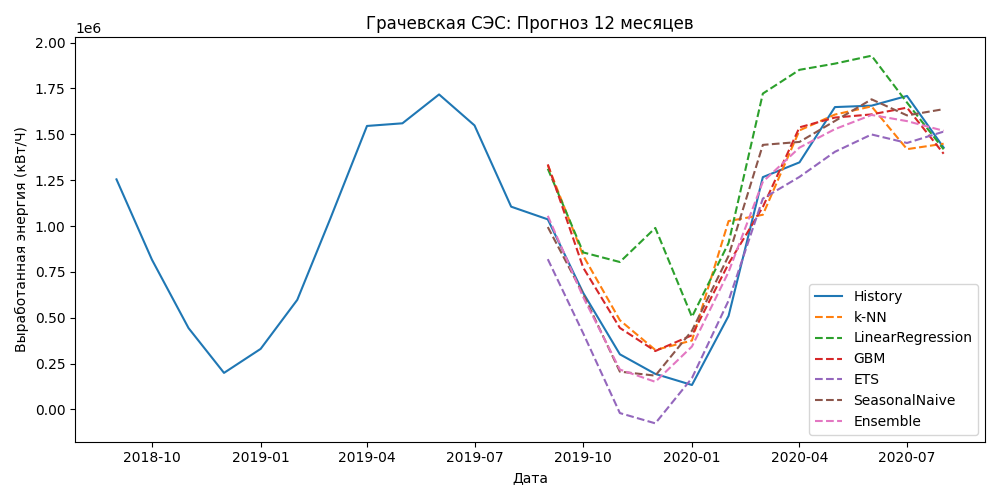 Грачевская СЭС: Прогноз 12 месяцев
1e6
2.00
1.75
1.50
1.25
1.00
0.75
0.50
0.25
0.00
Выработанная энергия (кВт/Ч)
2018-10
2019-01
2019-04
2019-07
2019-10
2020-01
2020-04
2020-07
Дата
History
k-NN
LinearRegression
GBM
ETS
SeasonalNaive
Ensemble